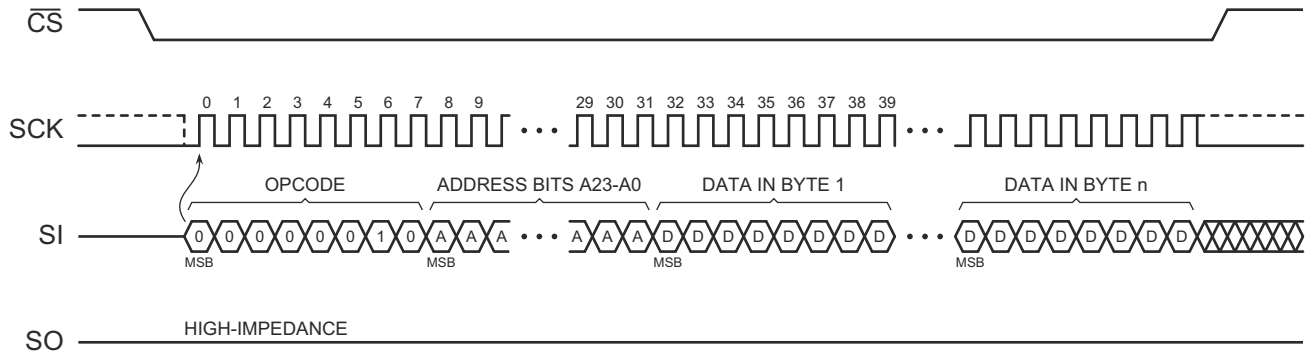 CS
0 1 2 3 4 5 6 7 8 9 29 30 31 32 33 34 35 36 37 38 39
SCK
OPCODE ADDRESS BITS A23-A0 DATA IN BYTE 1 DATA IN BYTE n
SI 0 0 0 0 0 0 1 0 A A A A A A D D D D D D D D D D D D D D D D
MSB MSB MSB MSB
HIGH-IMPEDANCE
SO